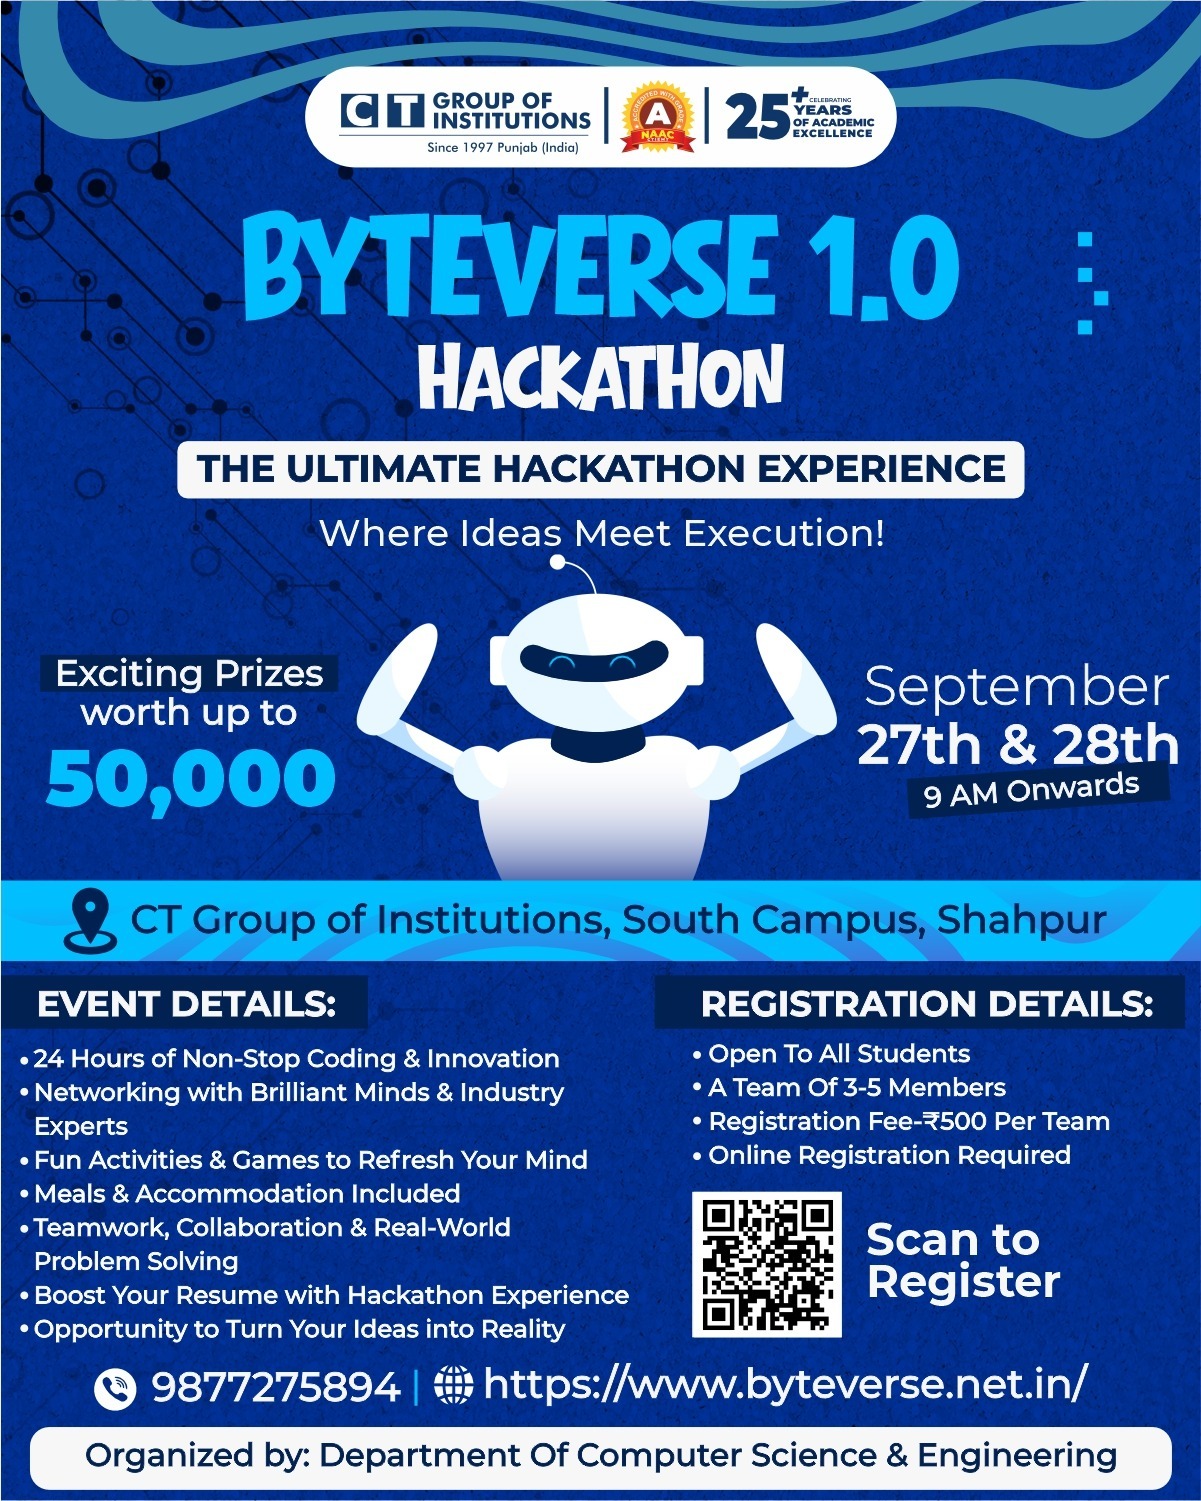 CT GROUP OF
INSTITUTIONS
Since 1997 Punjab (India)
ACCREDITED WITH GRADE
A
NAAC
25+
CELEBRATING
YEARS
OF ACADEMIC
EXCELLENCE
BYTEVERSE 1.0
HACKATHON
THE ULTIMATE HACKATHON EXPERIENCE
Where Ideas Meet Execution!
Exciting Prizes
worth up to
50,000
September
27th & 28th
9 AM Onwards
CT Group of Institutions, South Campus, Shahpur
EVENT DETAILS:
• 24 Hours of Non-Stop Coding & Innovation
• Networking with Brilliant Minds & Industry
Experts
• Fun Activities & Games to Refresh Your Mind
• Meals & Accommodation Included
• Teamwork, Collaboration & Real-World
Problem Solving
• Boost Your Resume with Hackathon Experience
• Opportunity to Turn Your Ideas into Reality
REGISTRATION DETAILS:
• Open To All Students
• A Team Of 3-5 Members
• Registration Fee-₹500 Per Team
• Online Registration Required
Scan to
Register
9877275894 | https://www.byteverse.net.in/
Organized by: Department Of Computer Science & Engineering